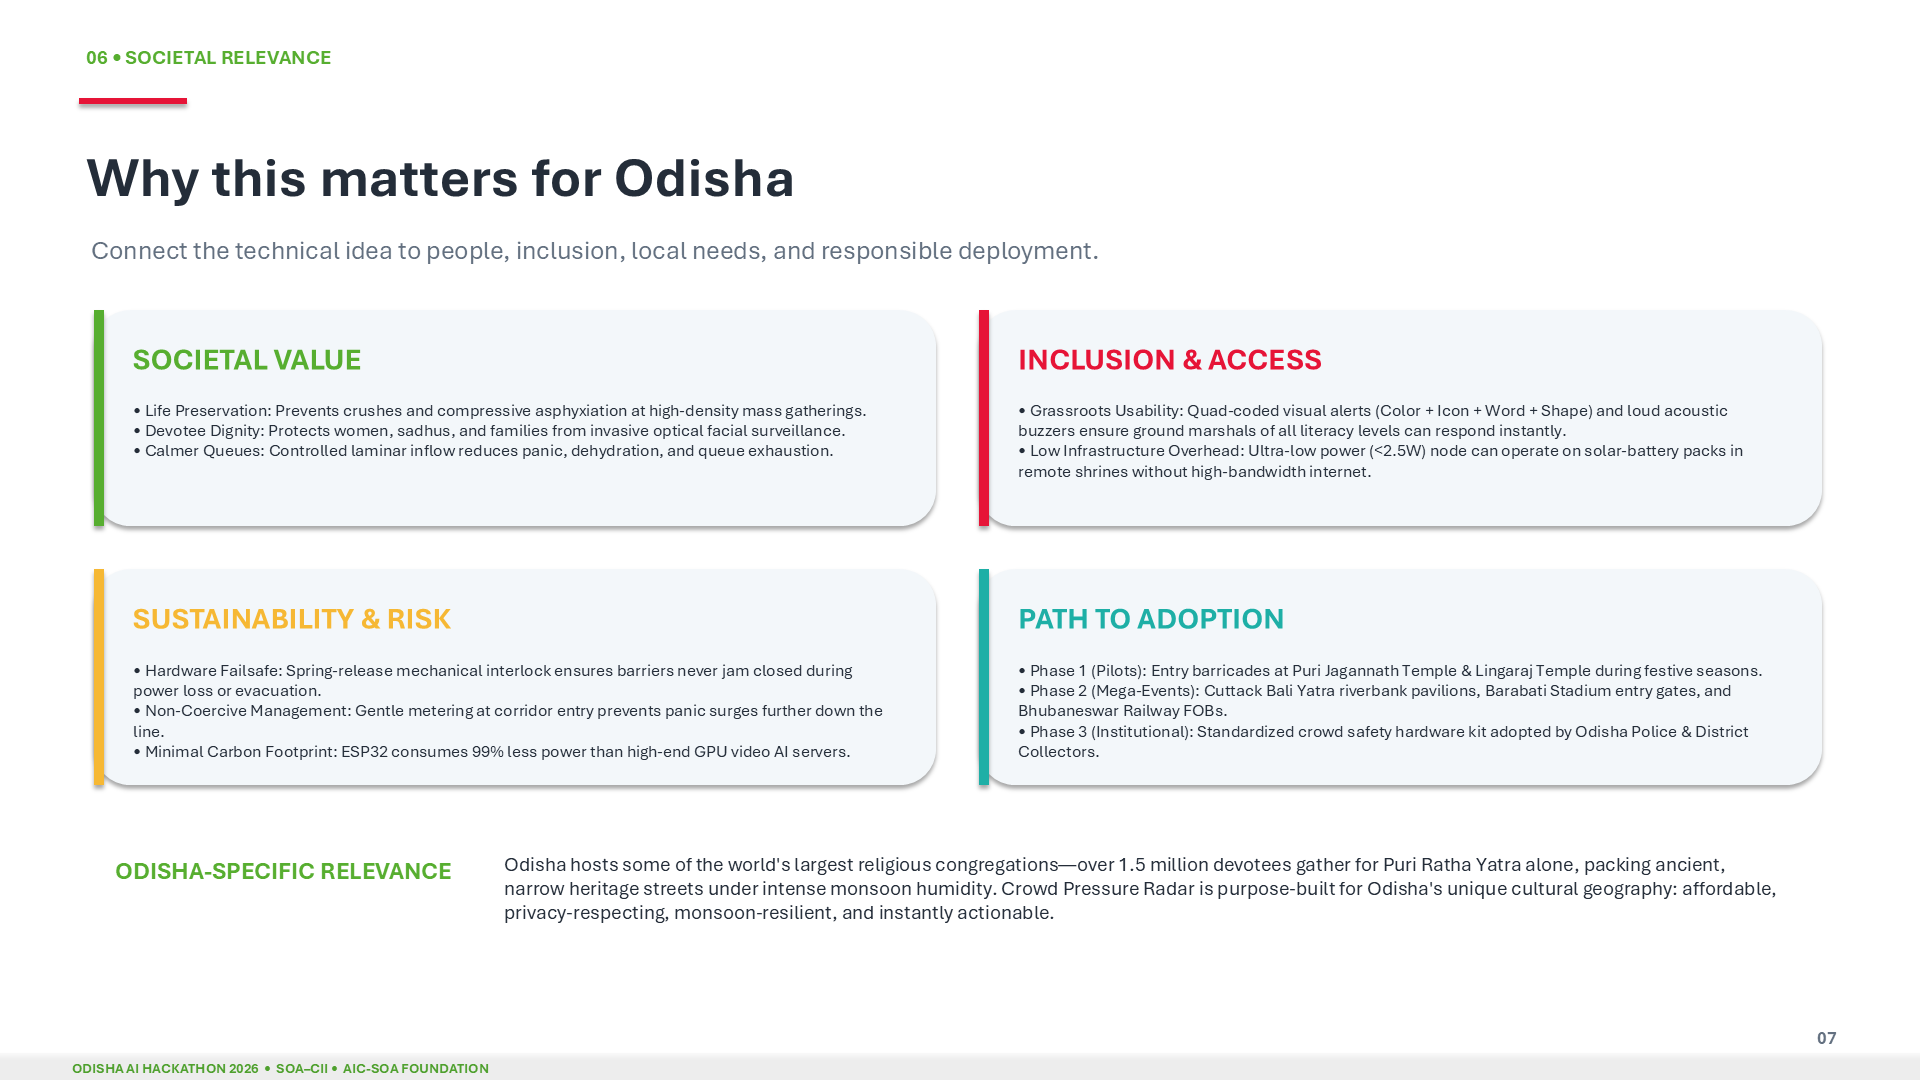 06 • SOCIETAL RELEVANCE
Why this matters for Odisha
Connect the technical idea to people, inclusion, local needs, and responsible deployment.
SOCIETAL VALUE
• Life Preservation: Prevents crushes and compressive asphyxiation at high-density mass gatherings.
• Devotee Dignity: Protects women, sadhus, and families from invasive optical facial surveillance.
• Calmer Queues: Controlled laminar inflow reduces panic, dehydration, and queue exhaustion.
INCLUSION & ACCESS
• Grassroots Usability: Quad-coded visual alerts (Color + Icon + Word + Shape) and loud acoustic
buzzers ensure ground marshals of all literacy levels can respond instantly.
• Low Infrastructure Overhead: Ultra-low power (<2.5W) node can operate on solar-battery packs in
remote shrines without high-bandwidth internet.
SUSTAINABILITY & RISK
• Hardware Failsafe: Spring-release mechanical interlock ensures barriers never jam closed during
power loss or evacuation.
• Non-Coercive Management: Gentle metering at corridor entry prevents panic surges further down the
line.
• Minimal Carbon Footprint: ESP32 consumes 99% less power than high-end GPU video AI servers.
PATH TO ADOPTION
• Phase 1 (Pilots): Entry barricades at Puri Jagannath Temple & Lingaraj Temple during festive seasons.
• Phase 2 (Mega-Events): Cuttack Bali Yatra riverbank pavilions, Barabati Stadium entry gates, and
Bhubaneswar Railway FOBs.
• Phase 3 (Institutional): Standardized crowd safety hardware kit adopted by Odisha Police & District
Collectors.
ODISHA-SPECIFIC RELEVANCE
Odisha hosts some of the world's largest religious congregations—over 1.5 million devotees gather for Puri Ratha Yatra alone, packing ancient,
narrow heritage streets under intense monsoon humidity. Crowd Pressure Radar is purpose-built for Odisha's unique cultural geography: affordable,
privacy-respecting, monsoon-resilient, and instantly actionable.
07
ODISHA AI HACKATHON 2026 • SOA–CII • AIC-SOA FOUNDATION